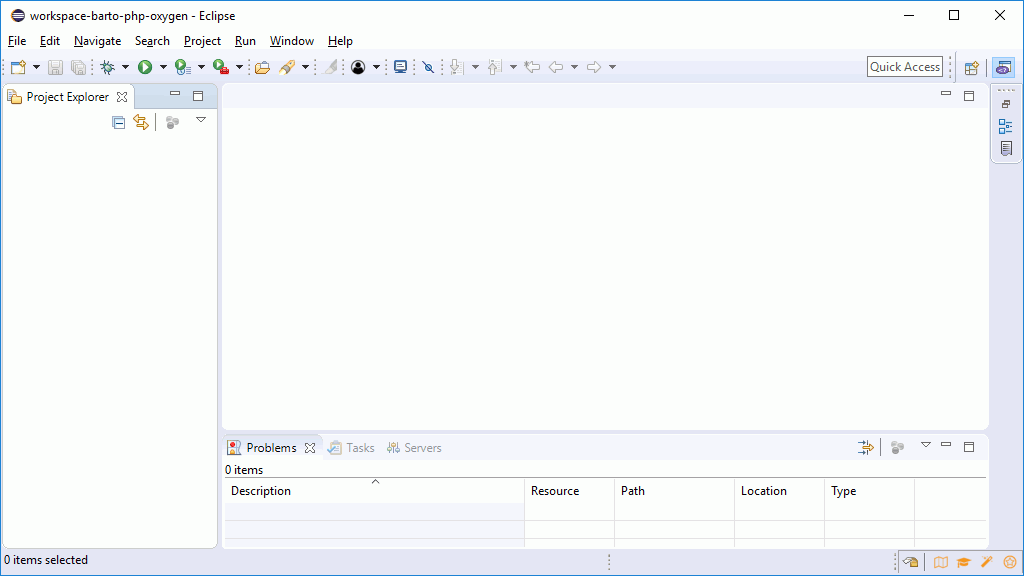 workspace-barto-php-oxygen - Eclipse
File Edit Navigate Search Project Run Window Help
Quick Access
Project Explorer
Problems Tasks Servers
0 items
Description Resource Path Location Type
0 items selected